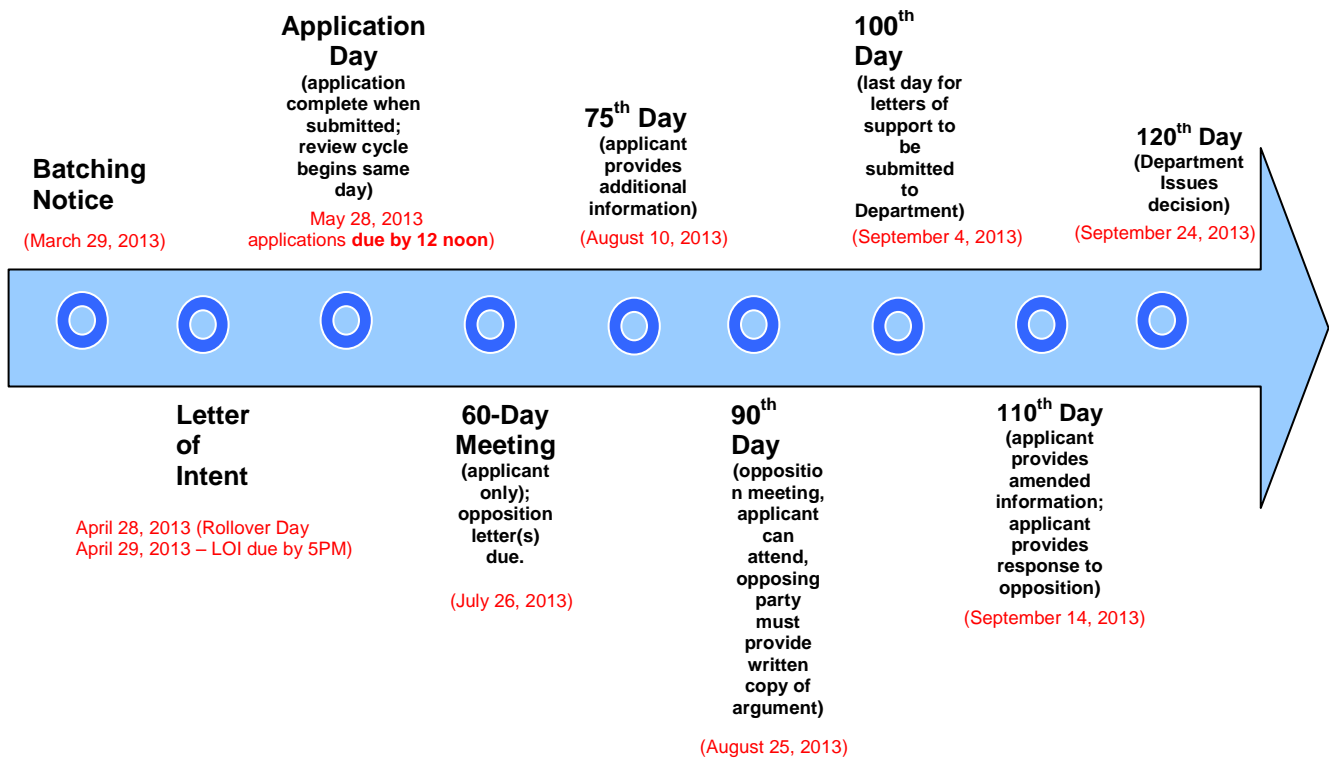 Batching
Notice
(March 29, 2013)
Letter
of
Intent
April 28, 2013 (Rollover Day
April 29, 2013 – LOI due by 5PM)
Application
Day
(application
complete when
submitted;
review cycle
begins same
day)
May 28, 2013
applications due by 12 noon)
60-Day
Meeting
(applicant
only);
opposition
letter(s)
due.
(July 26, 2013)
75th Day
(applicant
provides
additional
information)
(August 10, 2013)
90th
Day
(oppositio
n meeting,
applicant
can
attend,
opposing
party
must
provide
written
copy of
argument)
(August 25, 2013)
100th
Day
(last day for
letters of
support to
be
submitted
to
Department)
(September 4, 2013)
110th Day
(applicant
provides
amended
information;
applicant
provides
response to
opposition)
(September 14, 2013)
120th Day
(Department
Issues
decision)
(September 24, 2013)